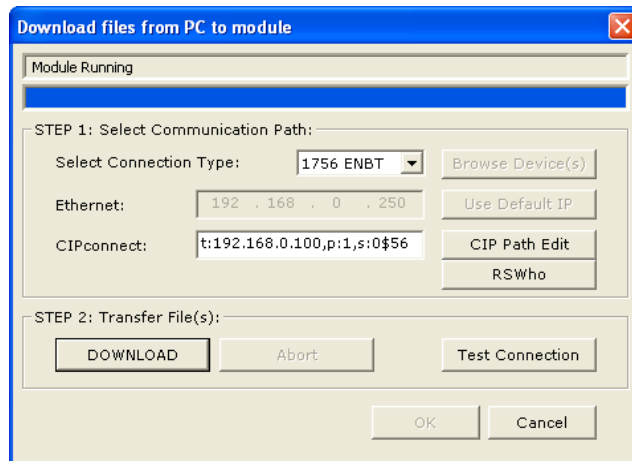 Download files from PC to module
Module Running
STEP 1: Select Communication Path:
Select Connection Type: 1756 ENBT Browse Device(s)
Ethernet: 192 . 168 . 0 . 250 Use Default IP
CIPconnect: t:192.168.0.100,p:1,s:0$56 CIP Path Edit
RSWho
STEP 2: Transfer File(s):
DOWNLOAD Abort Test Connection
OK Cancel